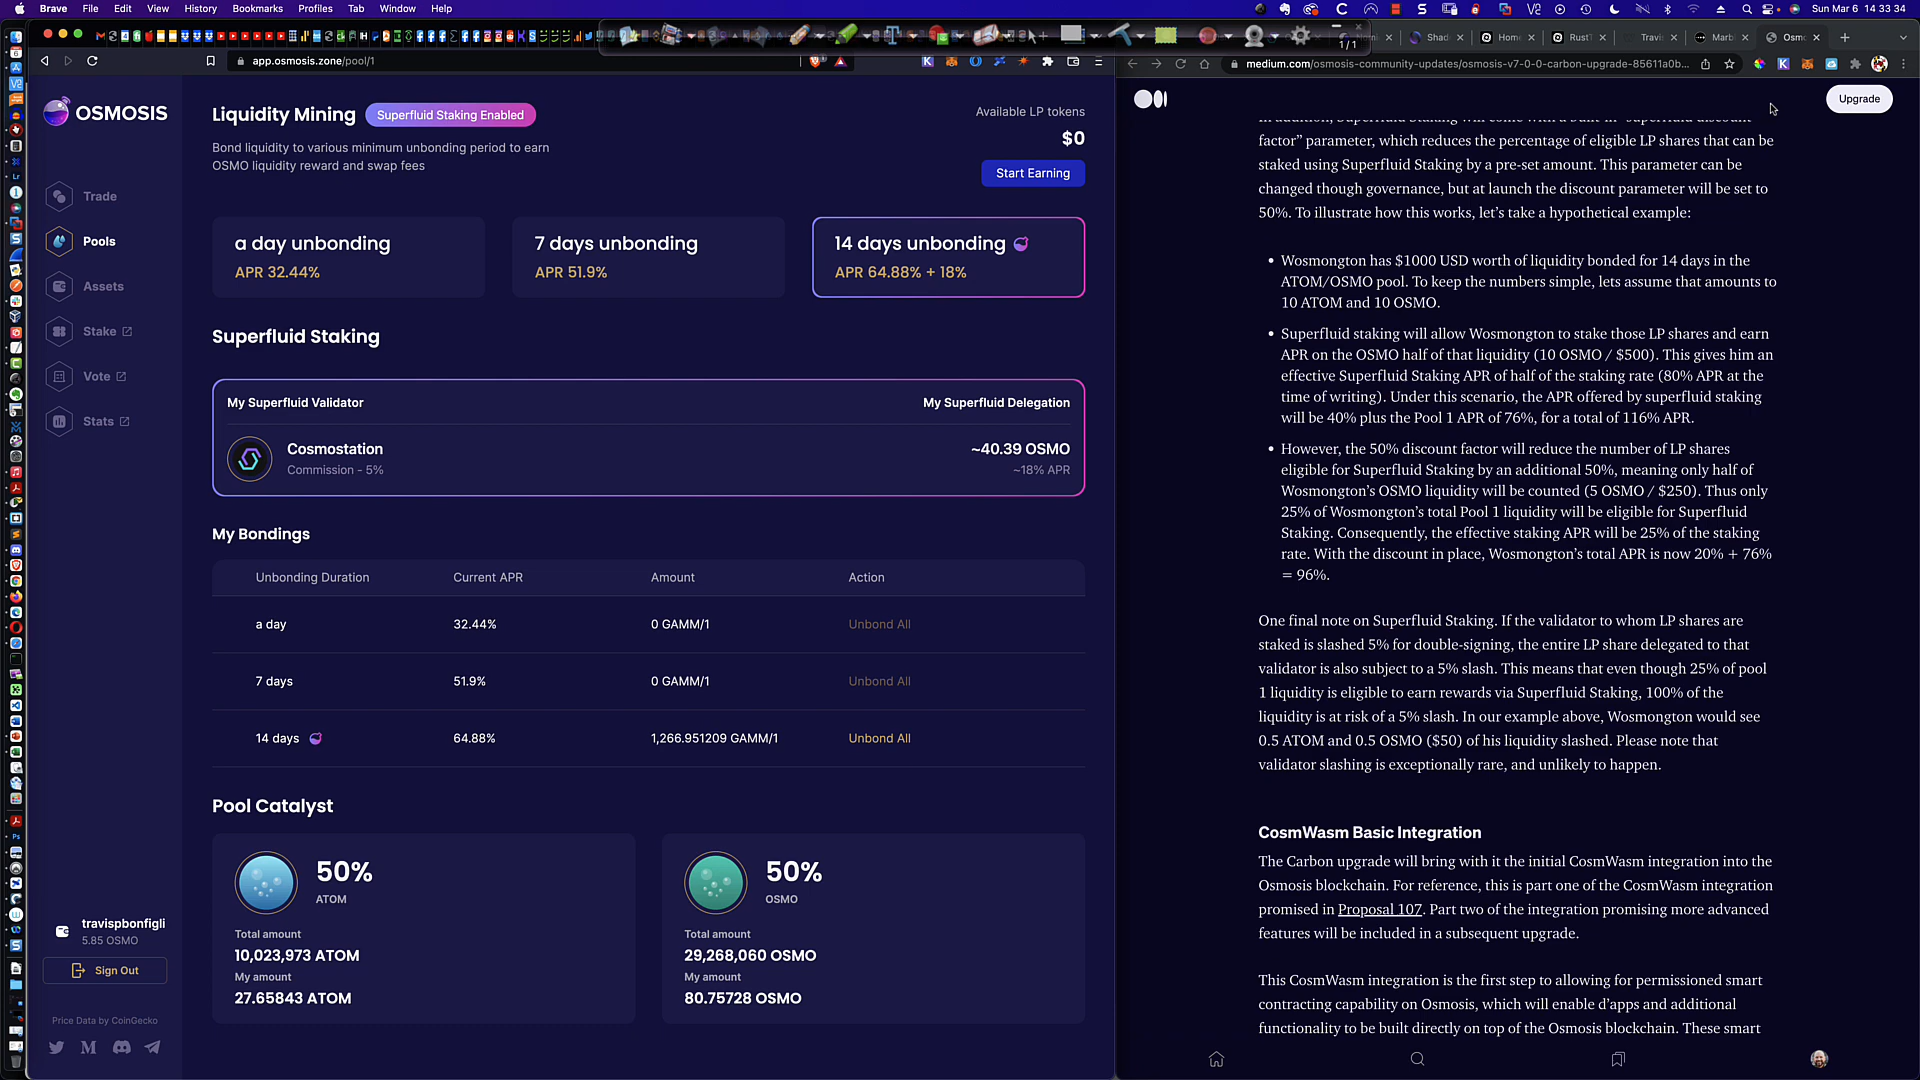 Brave File Edit View History Bookmarks Profiles Tab Window Help
Sun Mar 6 14 33 34
1 / 1
Shad
Home
RustT
Travis
Marbl
Osmo
app.osmosis.zone/pool/1
medium.com/osmosis-community-updates/osmosis-v7-0-0-carbon-upgrade-85611a0b...
OSMOSIS
Trade
Pools
Assets
Stake
Vote
Stats
travispbonfigli
5.85 OSMO
Sign Out
Price Data by CoinGecko
Liquidity Mining
Superfluid Staking Enabled
Bond liquidity to various minimum unbonding period to earn
OSMO liquidity reward and swap fees
Available LP tokens
$0
Start Earning
a day unbonding
APR 32.44%
7 days unbonding
APR 51.9%
14 days unbonding
APR 64.88% + 18%
Superfluid Staking
My Superfluid Validator
My Superfluid Delegation
Cosmostation
Commission - 5%
~40.39 OSMO
~18% APR
My Bondings
Unbonding Duration Current APR Amount Action
a day 32.44% 0 GAMM/1 Unbond All
7 days 51.9% 0 GAMM/1 Unbond All
14 days 64.88% 1,266.951209 GAMM/1 Unbond All
Pool Catalyst
50%
ATOM
Total amount
10,023,973 ATOM
My amount
27.65843 ATOM
50%
OSMO
Total amount
29,268,060 OSMO
My amount
80.75728 OSMO
Upgrade
In addition, Superfluid Staking will come with a built-in "superfluid discount
factor” parameter, which reduces the percentage of eligible LP shares that can be
staked using Superfluid Staking by a pre-set amount. This parameter can be
changed though governance, but at launch the discount parameter will be set to
50%. To illustrate how this works, let’s take a hypothetical example:
• Wosmongton has $1000 USD worth of liquidity bonded for 14 days in the
ATOM/OSMO pool. To keep the numbers simple, lets assume that amounts to
10 ATOM and 10 OSMO.
• Superfluid staking will allow Wosmongton to stake those LP shares and earn
APR on the OSMO half of that liquidity (10 OSMO / $500). This gives him an
effective Superfluid Staking APR of half of the staking rate (80% APR at the
time of writing). Under this scenario, the APR offered by superfluid staking
will be 40% plus the Pool 1 APR of 76%, for a total of 116% APR.
• However, the 50% discount factor will reduce the number of LP shares
eligible for Superfluid Staking by an additional 50%, meaning only half of
Wosmongton’s OSMO liquidity will be counted (5 OSMO / $250). Thus only
25% of Wosmongton’s total Pool 1 liquidity will be eligible for Superfluid
Staking. Consequently, the effective staking APR will be 25% of the staking
rate. With the discount in place, Wosmongton’s total APR is now 20% + 76%
= 96%.
One final note on Superfluid Staking. If the validator to whom LP shares are
staked is slashed 5% for double-signing, the entire LP share delegated to that
validator is also subject to a 5% slash. This means that even though 25% of pool
1 liquidity is eligible to earn rewards via Superfluid Staking, 100% of the
liquidity is at risk of a 5% slash. In our example above, Wosmongton would see
0.5 ATOM and 0.5 OSMO ($50) of his liquidity slashed. Please note that
validator slashing is exceptionally rare, and unlikely to happen.
CosmWasm Basic Integration
The Carbon upgrade will bring with it the initial CosmWasm integration into the
Osmosis blockchain. For reference, this is part one of the CosmWasm integration
promised in Proposal 107. Part two of the integration promising more advanced
features will be included in a subsequent upgrade.
This CosmWasm integration is the first step to allowing for permissioned smart
contracting capability on Osmosis, which will enable d’apps and additional
functionality to be built directly on top of the Osmosis blockchain. These smart